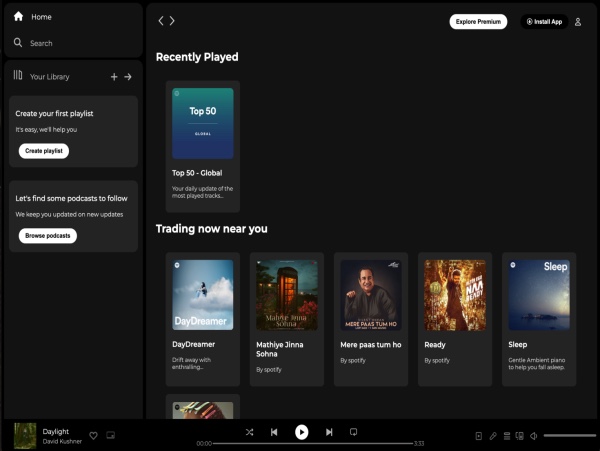 Home
Search
Your Library
Create your first playlist
It's easy, we'll help you
Create playlist
Let's find some podcasts to follow
We keep you updated on new updates
Browse podcasts
Explore Premium
Install App
Recently Played
Top 50
GLOBAL
Top 50 - Global
Your daily update of the
most played tracks...
Trading now near you
DayDreamer
DayDreamer
Drift away with
enthralling...
Mathiye Jinna
Sohna
Mathiye Jinna
Sohna
By spotify
MERE PAAS TUM HO
Mere paas tum ho
By spotify
Ready
By spotify
Sleep
Sleep
Gentle Ambient piano
to help you fall asleep.
Daylight
David Kushner
00:00
3:33